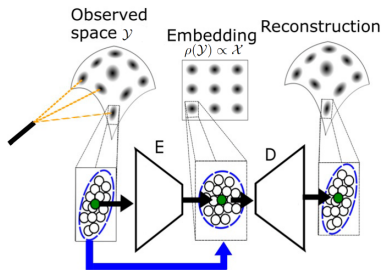 Observed
space 𝒴
Embedding
ρ(𝒴) ∝ 𝒳
Reconstruction
E
D